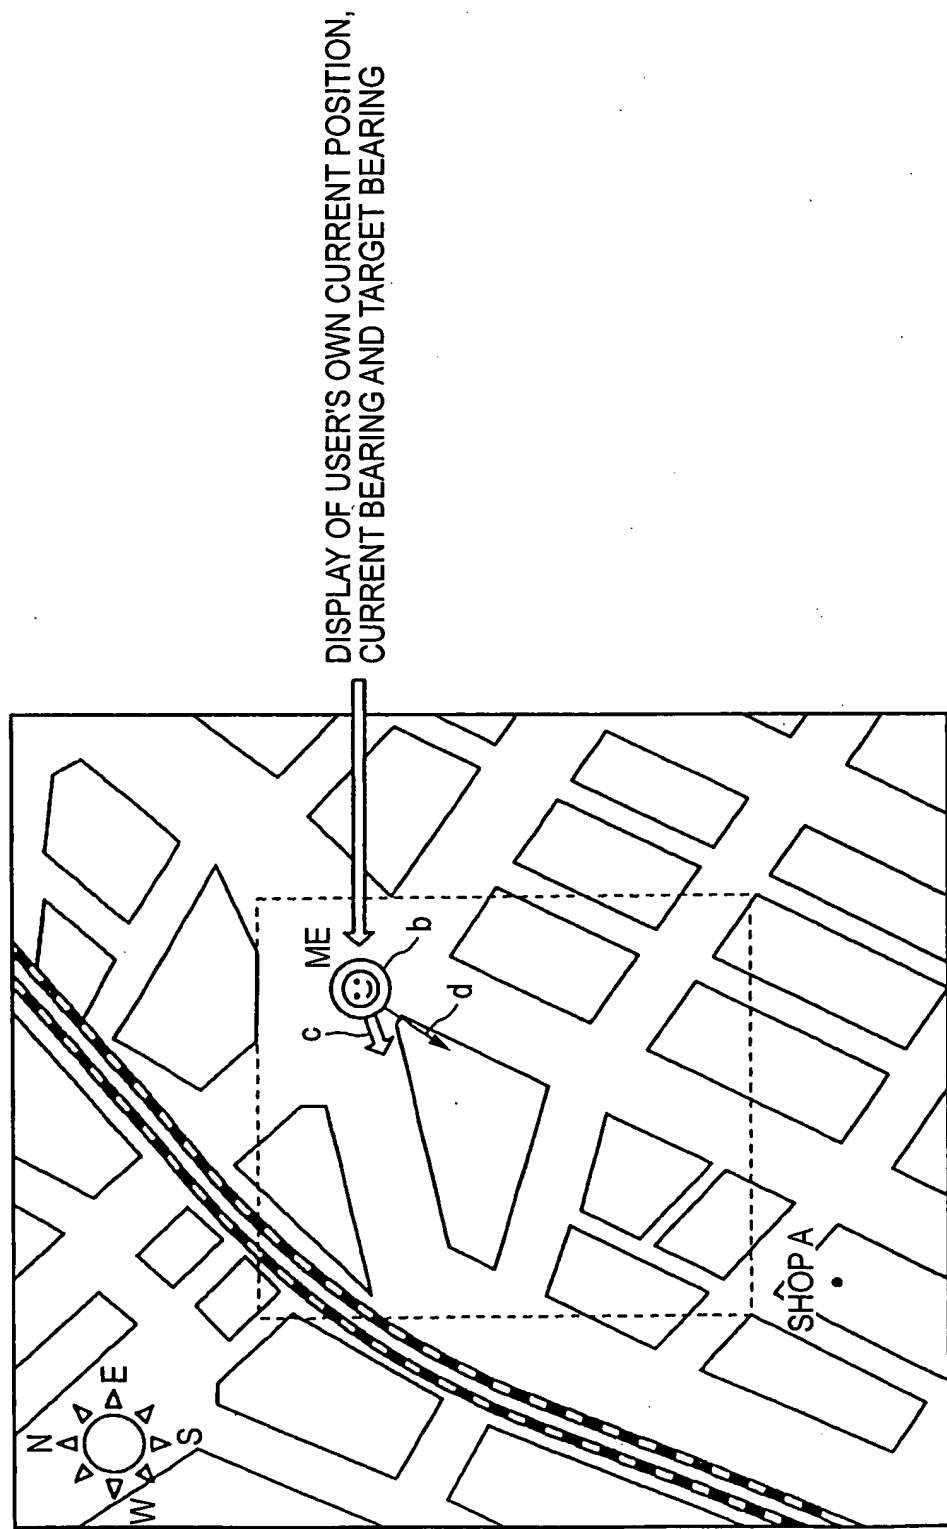 N
W
E
S
ME
c
b
d
SHOP A
DISPLAY OF USER'S OWN CURRENT POSITION,
CURRENT BEARING AND TARGET BEARING